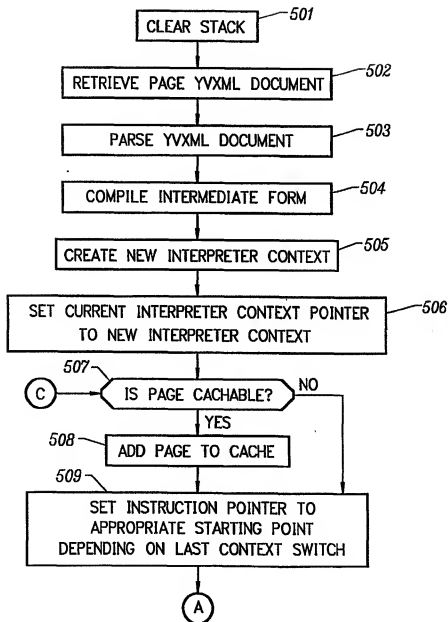 CLEAR STACK
501
RETRIEVE PAGE YVXML DOCUMENT
502
PARSE YVXML DOCUMENT
503
COMPILE INTERMEDIATE FORM
504
CREATE NEW INTERPRETER CONTEXT
505
SET CURRENT INTERPRETER CONTEXT POINTER
TO NEW INTERPRETER CONTEXT
506
507
C
IS PAGE CACHABLE?
NO
YES
508
ADD PAGE TO CACHE
509
SET INSTRUCTION POINTER TO
APPROPRIATE STARTING POINT
DEPENDING ON LAST CONTEXT SWITCH
A